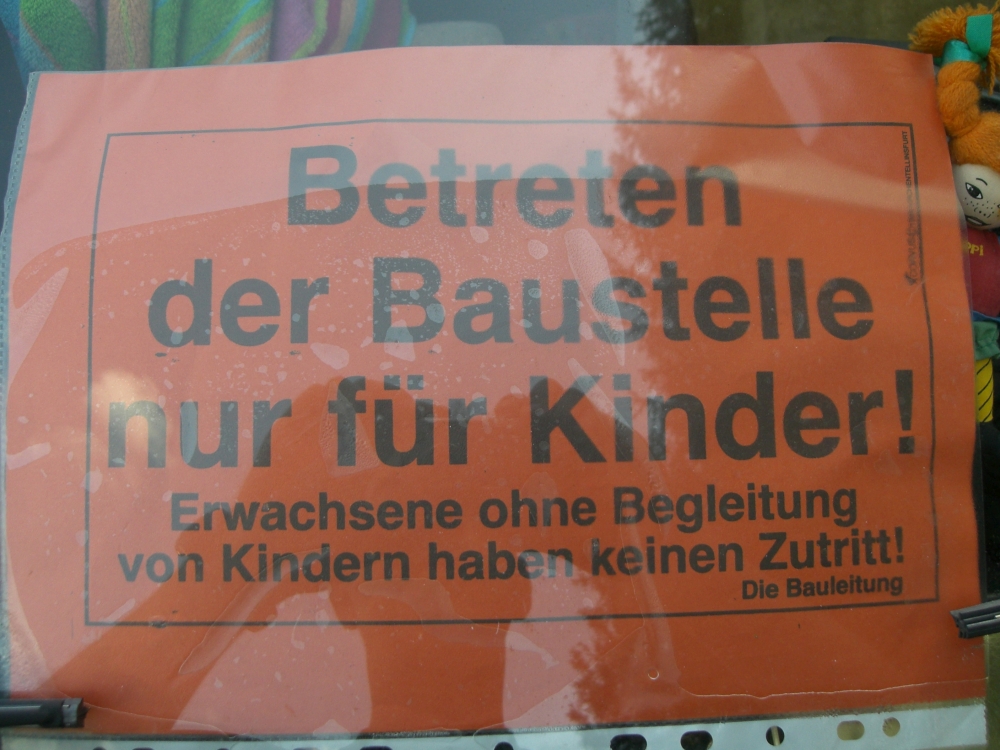 Betreten
der Baustelle
nur für Kinder!
Erwachsene ohne Begleitung
von Kindern haben keinen Zutritt!
Die Bauleitung